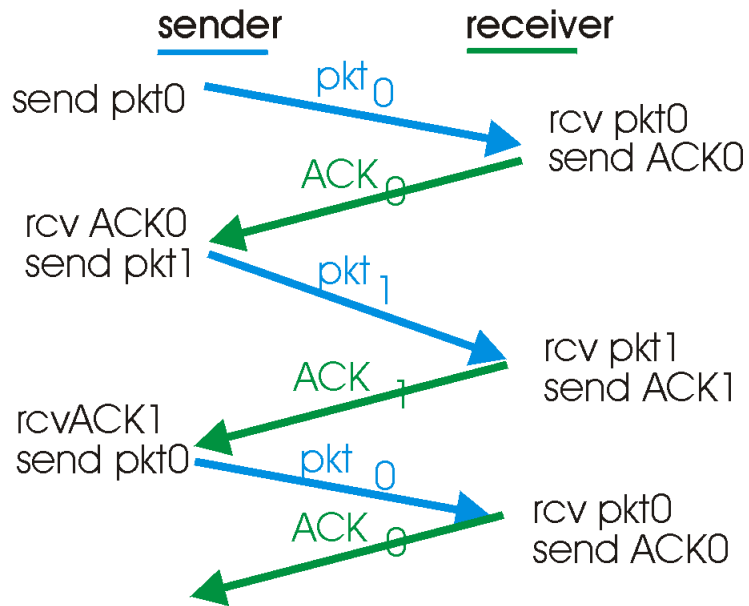 sender
receiver
send pkt0
pkt 0
rcv pkt0
send ACK0
ACK 0
rcv ACK0
send pkt1
pkt 1
rcv pkt1
send ACK1
ACK 1
rcvACK1
send pkt0
pkt 0
rcv pkt0
send ACK0
ACK 0